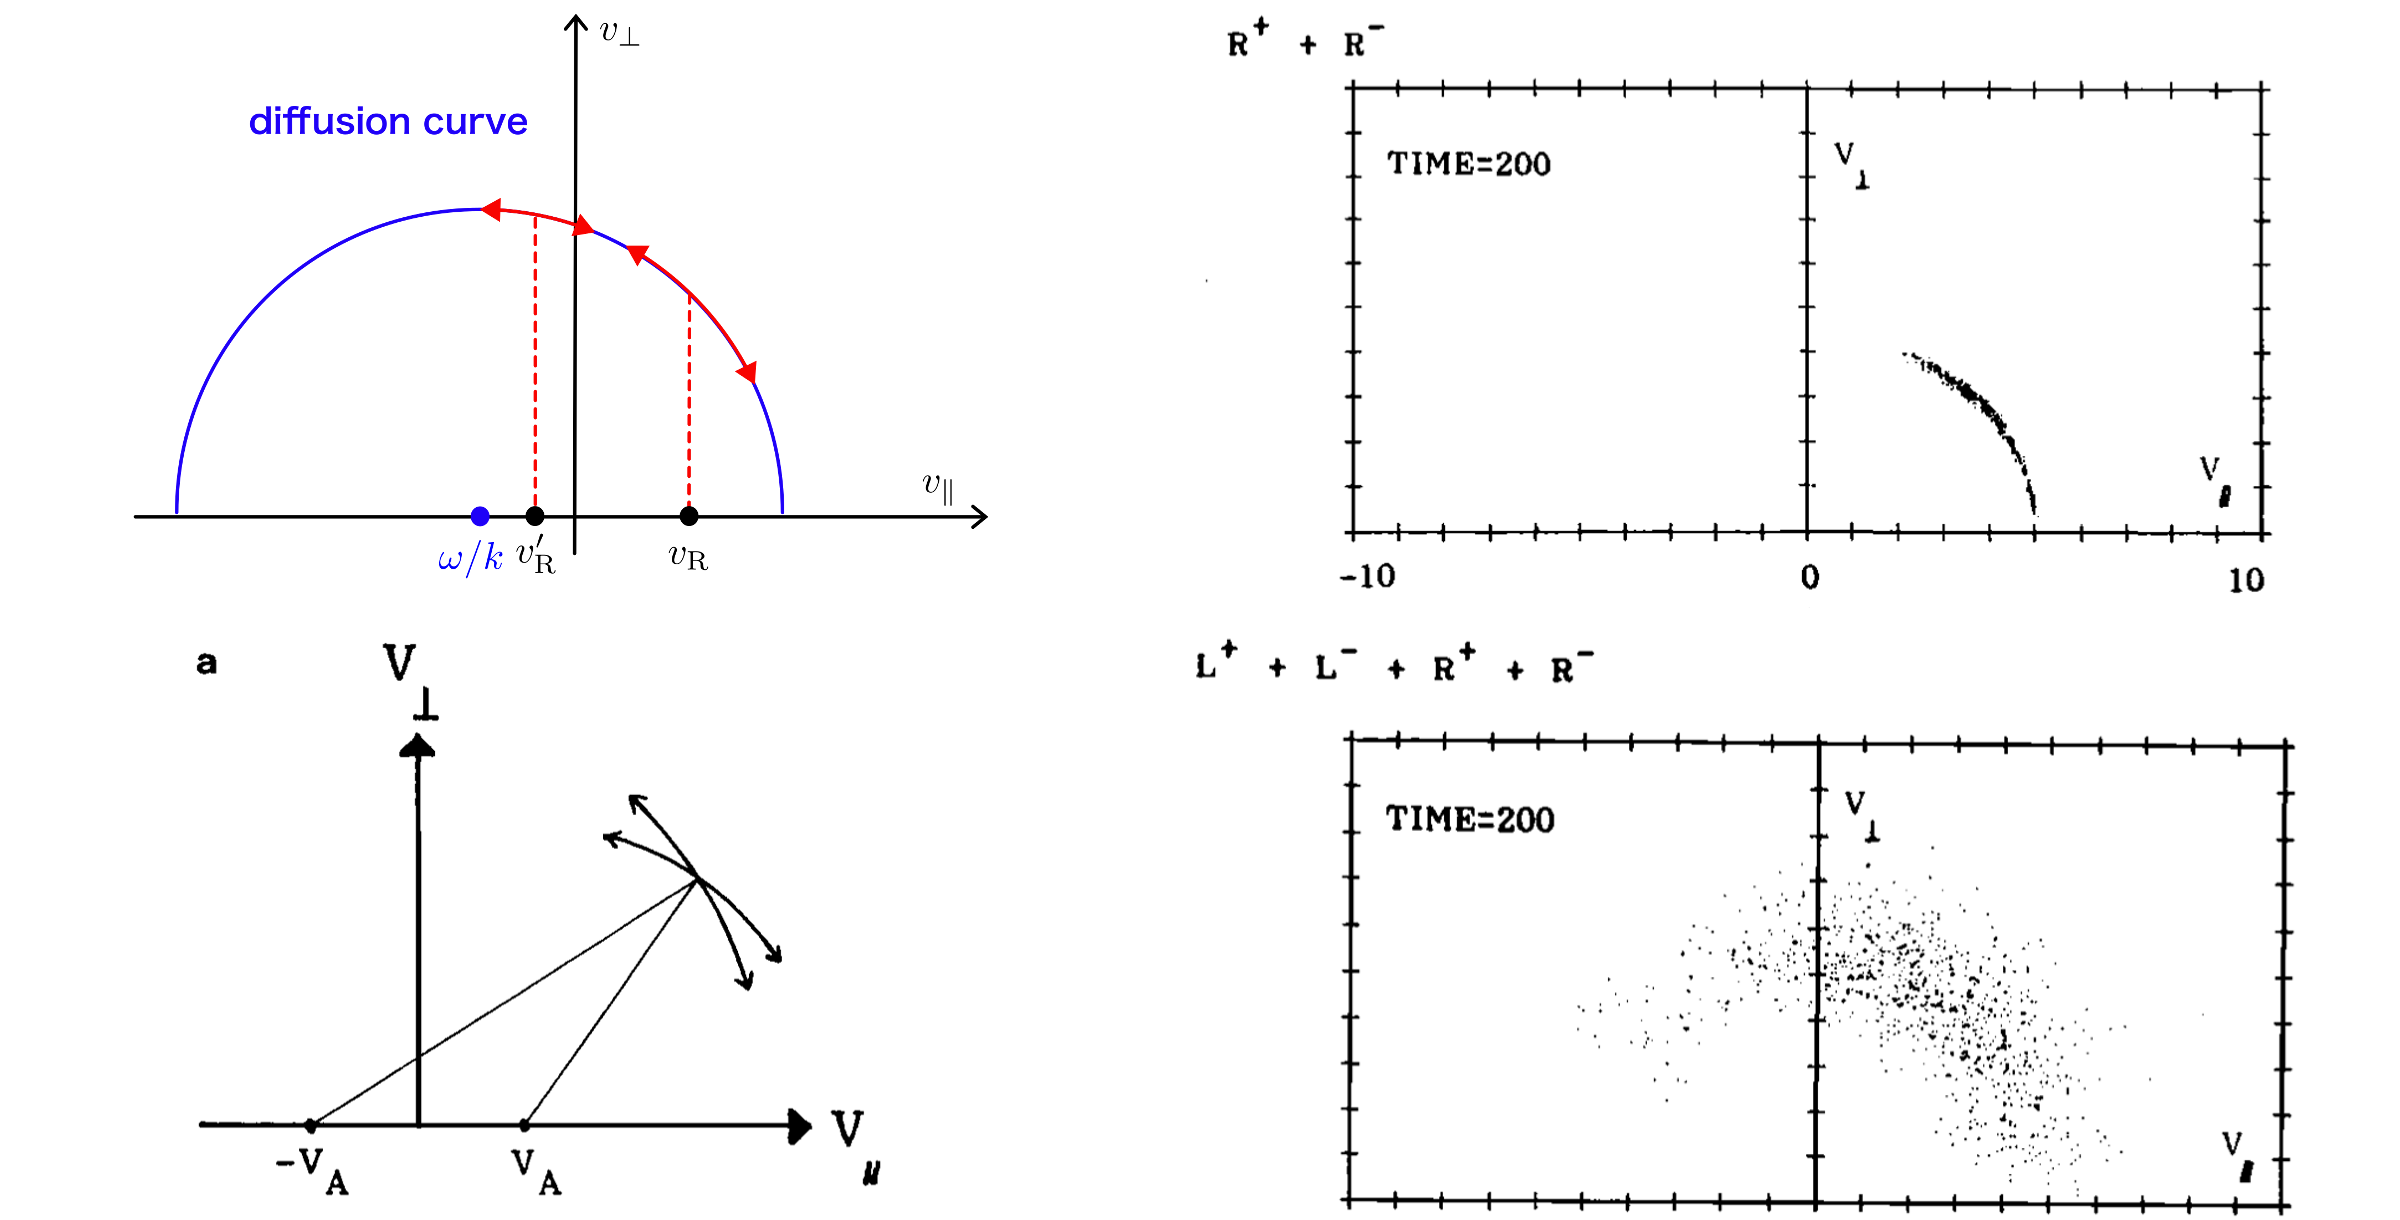 v⊥
diffusion curve
v∥
ω/k
v′R
vR
R⁺ + R⁻
TIME=200
V⊥
V∥
-10
0
10
a
V⊥
-VA
VA
V∥
L⁺ + L⁻ + R⁺ + R⁻
TIME=200
V⊥
V∥